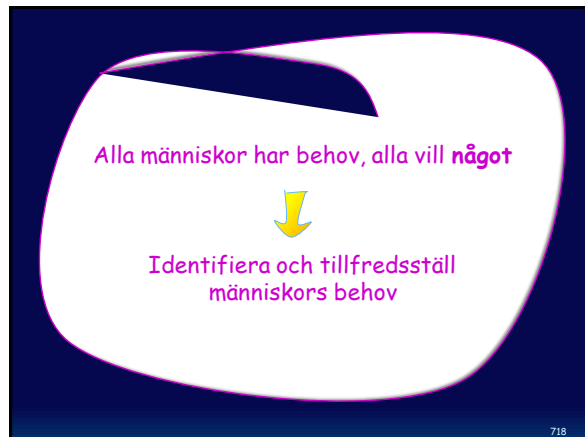 Alla människor har behov, alla vill något
Identifiera och tillfredsställ
människors behov
718